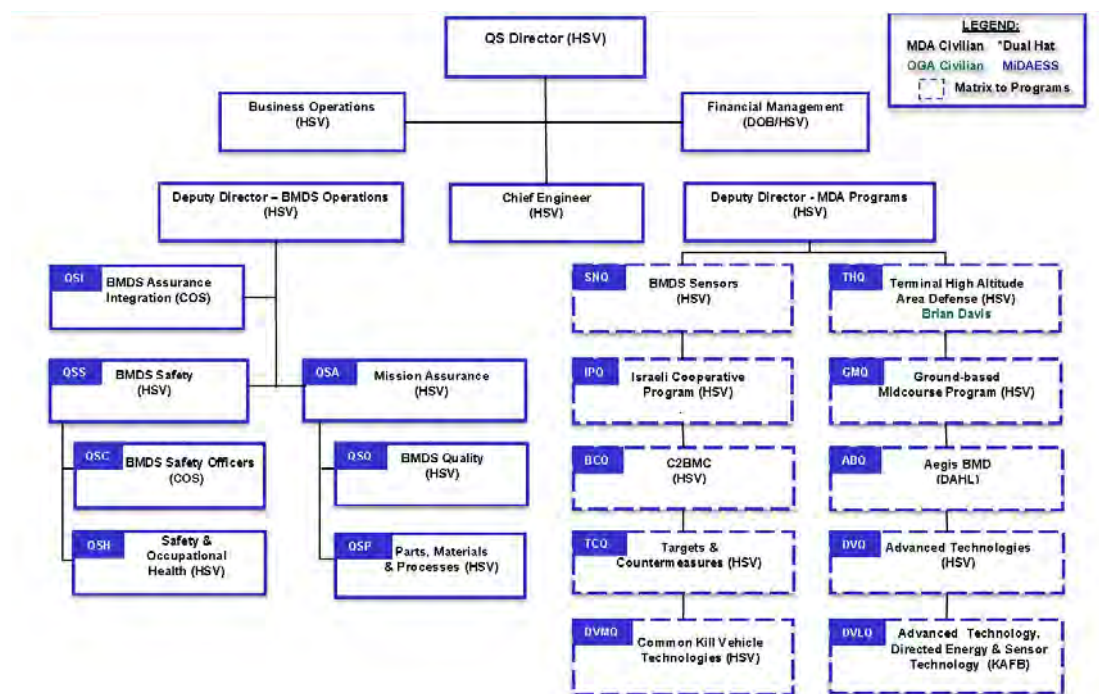 QS Director (HSV)
LEGEND:
MDA Civilian *Dual Hat
OGA Civilian MiDAESS
Matrix to Programs
Business Operations
(HSV)
Financial Management
(DOB/HSV)
Deputy Director – BMDS Operations
(HSV)
Chief Engineer
(HSV)
Deputy Director - MDA Programs
(HSV)
QSI
BMDS Assurance
Integration (COS)
SNQ
BMDS Sensors
(HSV)
THQ
Terminal High Altitude
Area Defense (HSV)
Brian Davis
QSS
BMDS Safety
(HSV)
QSA
Mission Assurance
(HSV)
IPQ
Israeli Cooperative
Program (HSV)
GMQ
Ground-based
Midcourse Program (HSV)
QSC
BMDS Safety Officers
(COS)
QSQ
BMDS Quality
(HSV)
BCQ
C2BMC
(HSV)
ABQ
Aegis BMD
(DAHL)
QSH
Safety &
Occupational
Health (HSV)
QSP
Parts, Materials
& Processes (HSV)
TCQ
Targets &
Countermeasures (HSV)
DVQ
Advanced Technologies
(HSV)
DVMQ
Common Kill Vehicle
Technologies (HSV)
DVLQ
Advanced Technology,
Directed Energy & Sensor
Technology (KAFB)